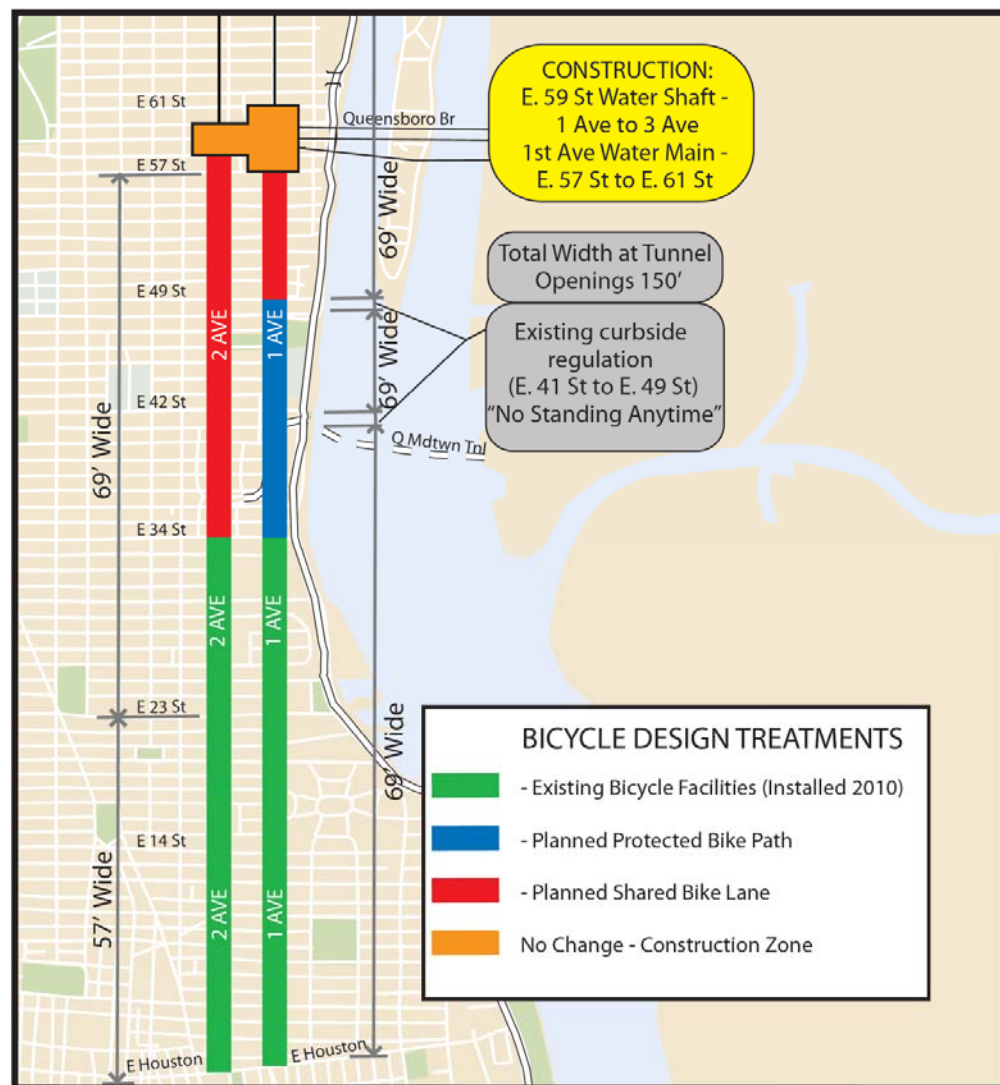 CONSTRUCTION:
E. 59 St Water Shaft -
1 Ave to 3 Ave
1st Ave Water Main -
E. 57 St to E. 61 St
E 61 St
Queensboro Br
E 57 St
69' Wide
Total Width at Tunnel
Openings 150'
E 49 St
Existing curbside
regulation
(E. 41 St to E. 49 St)
"No Standing Anytime"
2 AVE
1 AVE
69' Wide
E 42 St
Q Mdtwn Tnl
69' Wide
E 34 St
2 AVE
1 AVE
E 23 St
69' Wide
BICYCLE DESIGN TREATMENTS
- Existing Bicycle Facilities (Installed 2010)
- Planned Protected Bike Path
- Planned Shared Bike Lane
No Change - Construction Zone
E 14 St
57' Wide
2 AVE
1 AVE
E Houston
E Houston